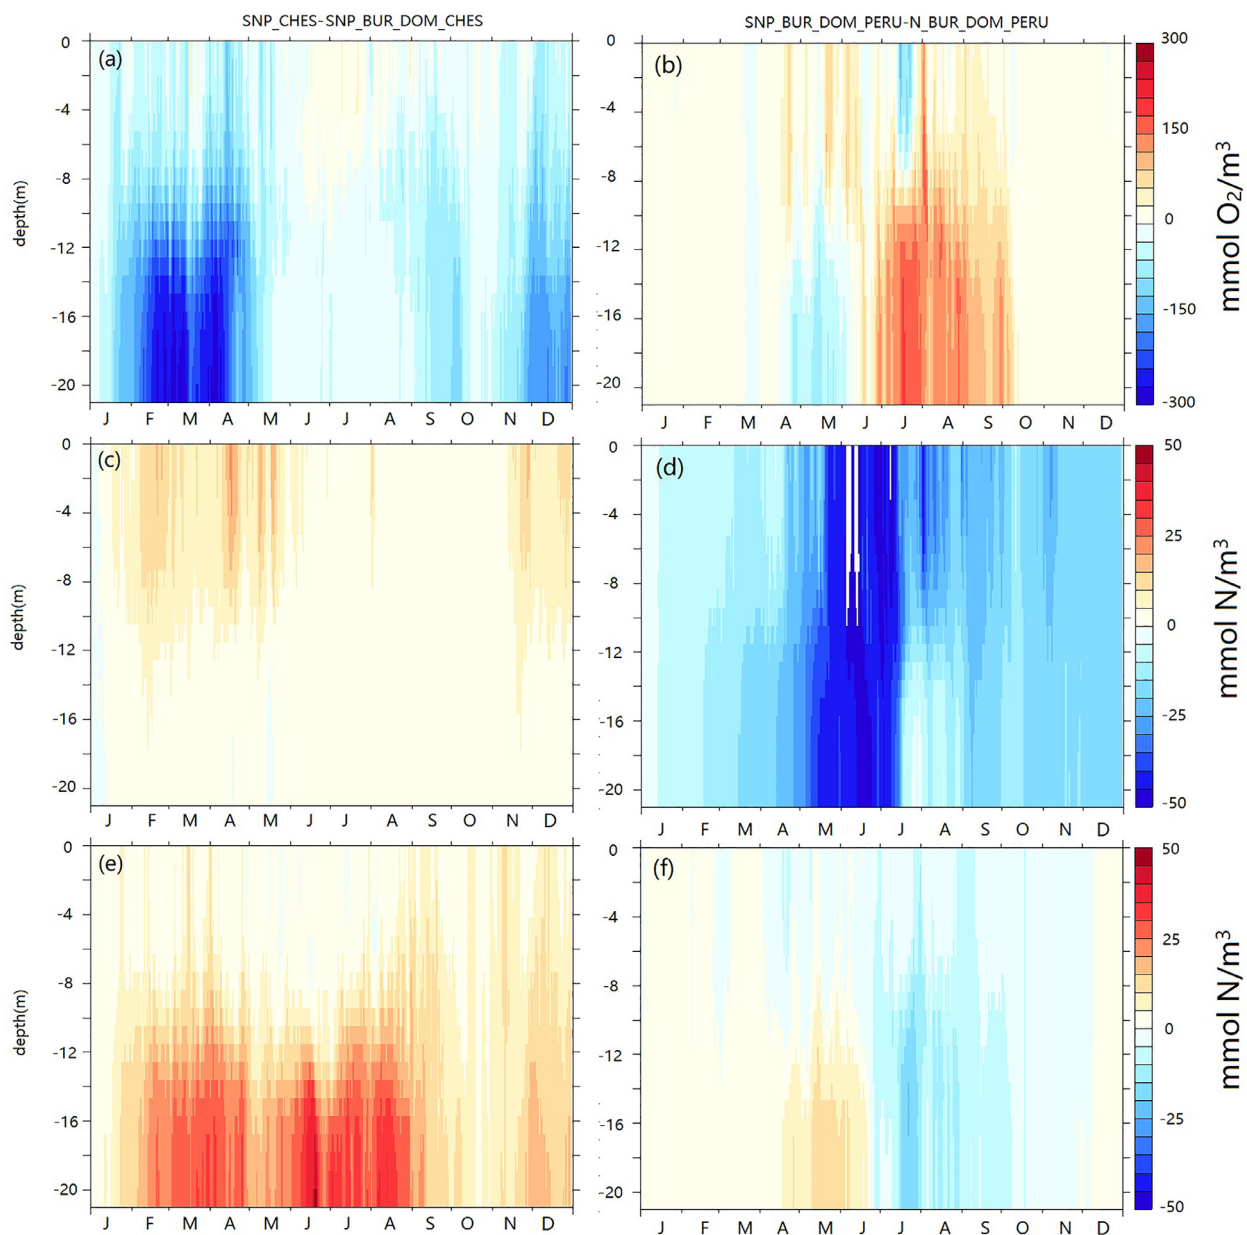 SNP_CHES-SNP_BUR_DOM_CHES
SNP_BUR_DOM_PERU-N_BUR_DOM_PERU
(a)
0
-4
-8
-12
-16
-20
depth(m)
J F M A M J J A S O N D
(b)
0
-4
-8
-12
-16
-20
J F M A M J J A S O N D
300
150
0
-150
-300
mmol O₂/m³
(c)
0
-4
-8
-12
-16
-20
depth(m)
J F M A M J J A S O N D
(d)
0
-4
-8
-12
-16
-20
J F M A M J J A S O N D
50
25
0
-25
-50
mmol N/m³
(e)
0
-4
-8
-12
-16
-20
depth(m)
J F M A M J J A S O N D
(f)
0
-4
-8
-12
-16
-20
J F M A M J J A S O N D
50
25
0
-25
-50
mmol N/m³